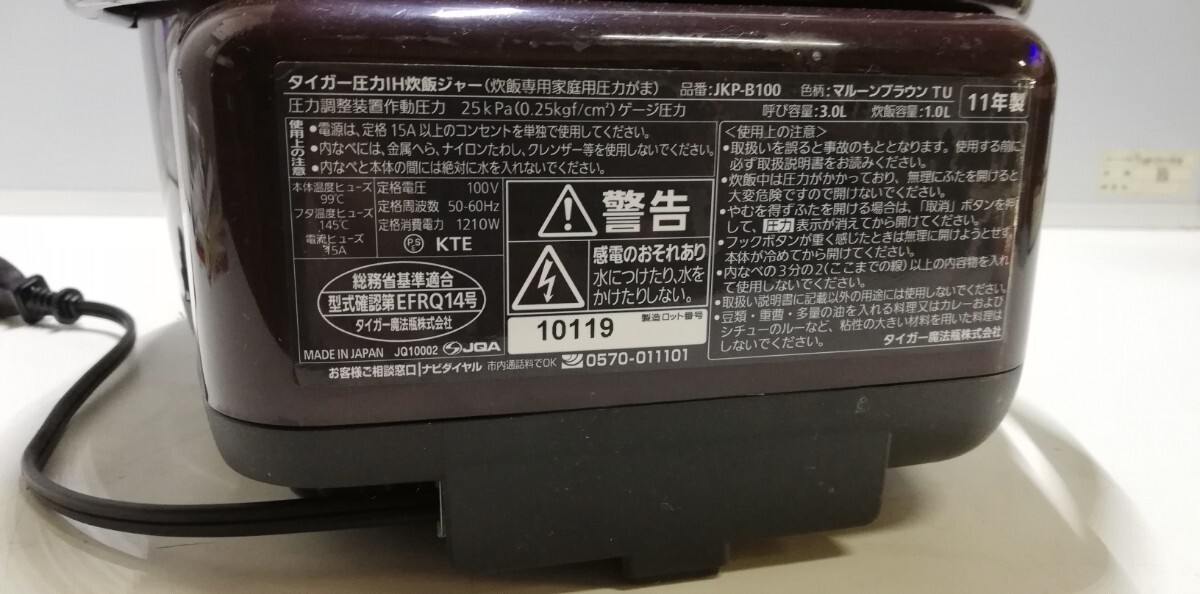 タイガー圧力IH炊飯ジャー(炊飯専用家庭用圧力がま) 品番:JKP-B100 色柄:マルーンブラウン TU 11年製
圧力調整装置作動圧力 25kPa(0.25kgf/cm²)ゲージ圧力 呼び容量:3.0L 炊飯容量:1.0L
使用上の注意
●電源は、定格15A以上のコンセントを単独で使用してください。
●内なべには、金属へら、ナイロンたわし、クレンザー等を使用しないでください。
●内なべと本体の間には絶対に水を入れないでください。
本体温度ヒューズ
99℃
フタ温度ヒューズ
145℃
電流ヒューズ
15A
定格電圧 100V
定格周波数 50-60Hz
定格消費電力 1210W
PS KTE
総務省基準適合
型式確認第EFRQ14号
タイガー魔法瓶株式会社
MADE IN JAPAN JQ10002 JQA
警告
感電のおそれあり
水につけたり、水を
かけたりしない。
10119 製造ロット番号
お客様ご相談窓口 ナビダイヤル 市内通話料でOK 0570-011101
<使用上の注意>
●取扱いを誤ると事故のもととなります。使用する前に
必ず取扱説明書をお読みください。
●炊飯中は圧力がかかっており、無理にふたを開けると
大変危険ですので開けないでください。
●やむを得ずふたを開ける場合は、「取消」ボタンを押
して、圧力表示が消えてから開けてください。
●フックボタンが重く感じたときは無理に開けようとせず、
本体が冷めてから開けてください。
●内なべの3分の2(ここまでの線)以上の内容物を入れ
て使用しないでください。
●取扱い説明書に記載以外の用途には使用しないでください。
●豆類・重曹・多量の油を入れる料理又はカレーおよび
シチューのルーなど、粘性の大きい材料を用いた料理は
しないでください。
タイガー魔法瓶株式会社